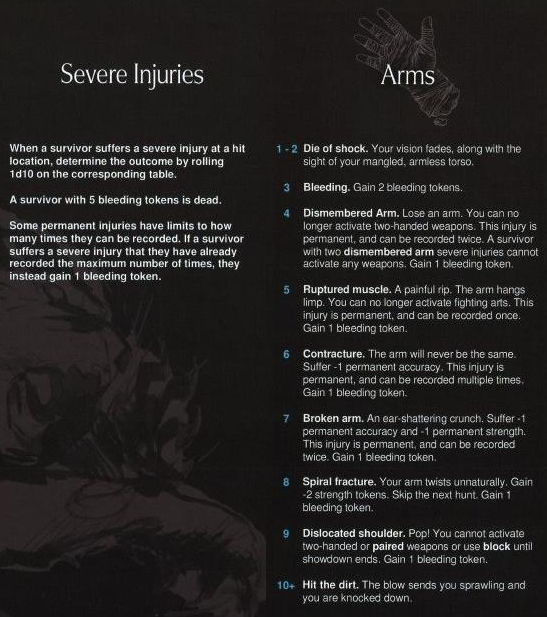 Severe Injuries
When a survivor suffers a severe injury at a hit
location, determine the outcome by rolling
1d10 on the corresponding table.
A survivor with 5 bleeding tokens is dead.
Some permanent injuries have limits to how
many times they can be recorded. If a survivor
suffers a severe injury that they have already
recorded the maximum number of times, they
instead gain 1 bleeding token.
Arms
1 - 2 Die of shock. Your vision fades, along with the
sight of your mangled, armless torso.
3 Bleeding. Gain 2 bleeding tokens.
4 Dismembered Arm. Lose an arm. You can no
longer activate two-handed weapons. This injury is
permanent, and can be recorded twice. A survivor
with two dismembered arm severe injuries cannot
activate any weapons. Gain 1 bleeding token.
5 Ruptured muscle. A painful rip. The arm hangs
limp. You can no longer activate fighting arts. This
injury is permanent, and can be recorded once.
Gain 1 bleeding token.
6 Contracture. The arm will never be the same.
Suffer -1 permanent accuracy. This injury is
permanent, and can be recorded multiple times.
Gain 1 bleeding token.
7 Broken arm. An ear-shattering crunch. Suffer -1
permanent accuracy and -1 permanent strength.
This injury is permanent, and can be recorded
twice. Gain 1 bleeding token.
8 Spiral fracture. Your arm twists unnaturally. Gain
-2 strength tokens. Skip the next hunt. Gain 1
bleeding token.
9 Dislocated shoulder. Pop! You cannot activate
two-handed or paired weapons or use block until
showdown ends. Gain 1 bleeding token.
10+ Hit the dirt. The blow sends you sprawling and
you are knocked down.